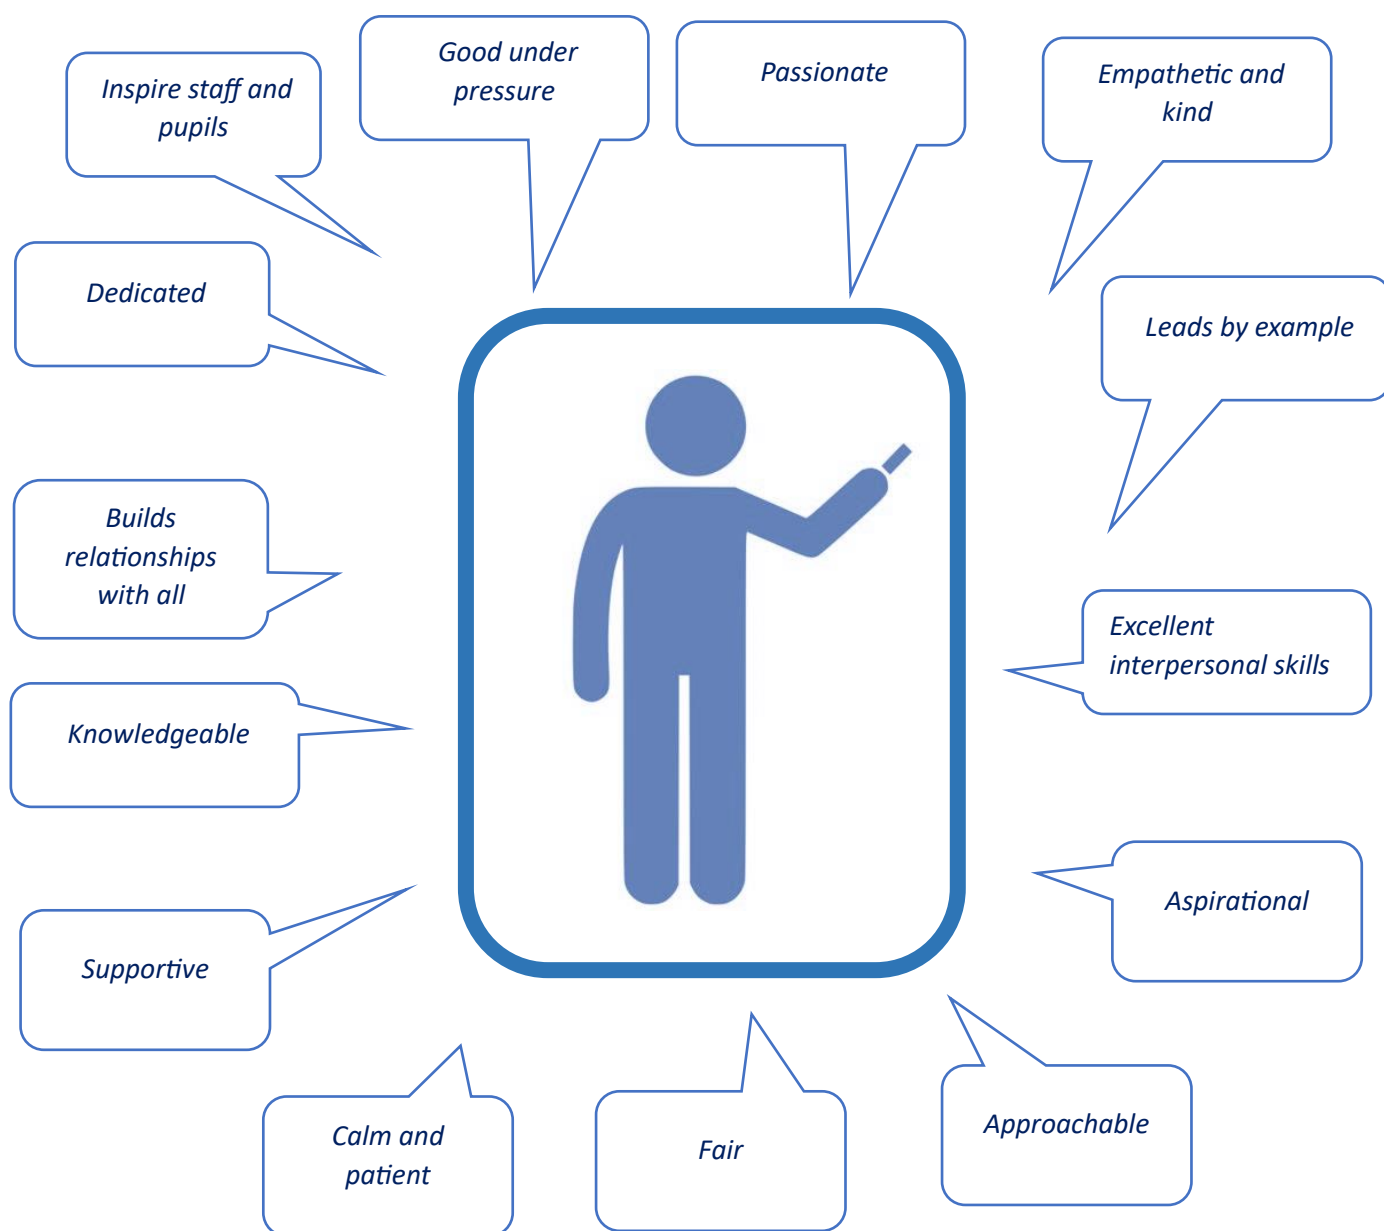 Good under
pressure
Passionate
Empathetic and
kind
Inspire staff and
pupils
Dedicated
Leads by example
Builds
relationships
with all
Excellent
interpersonal skills
Knowledgeable
Aspirational
Supportive
Approachable
Calm and
patient
Fair